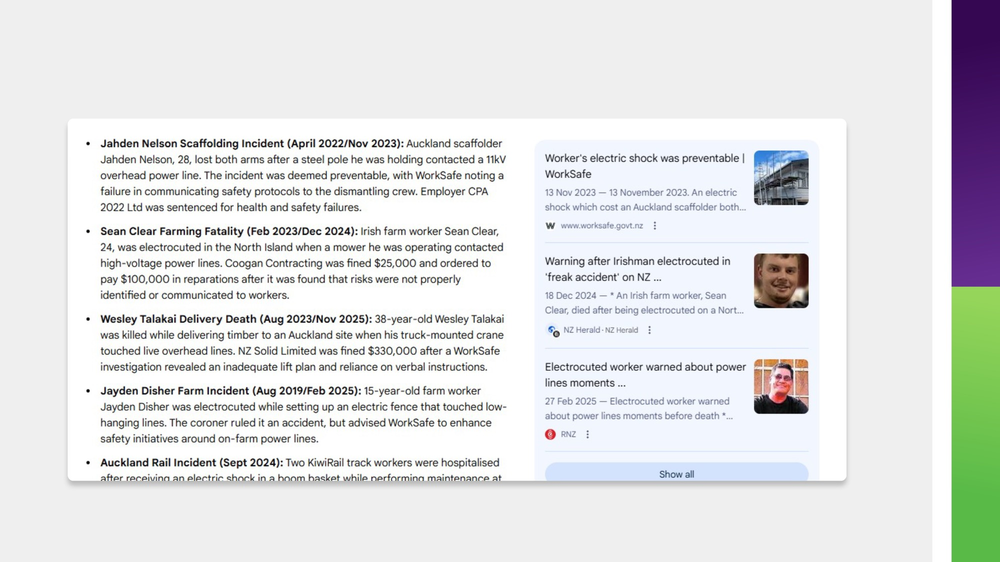 • Jahden Nelson Scaffolding Incident (April 2022/Nov 2023): Auckland scaffolder
Jahden Nelson, 28, lost both arms after a steel pole he was holding contacted a 11kV
overhead power line. The incident was deemed preventable, with WorkSafe noting a
failure in communicating safety protocols to the dismantling crew. Employer CPA
2022 Ltd was sentenced for health and safety failures.
• Sean Clear Farming Fatality (Feb 2023/Dec 2024): Irish farm worker Sean Clear,
24, was electrocuted in the North Island when a mower he was operating contacted
high-voltage power lines. Coogan Contracting was fined $25,000 and ordered to
pay $100,000 in reparations after it was found that risks were not properly
identified or communicated to workers.
• Wesley Talakai Delivery Death (Aug 2023/Nov 2025): 38-year-old Wesley Talakai
was killed while delivering timber to an Auckland site when his truck-mounted crane
touched live overhead lines. NZ Solid Limited was fined $330,000 after a WorkSafe
investigation revealed an inadequate lift plan and reliance on verbal instructions.
• Jayden Disher Farm Incident (Aug 2019/Feb 2025): 15-year-old farm worker
Jayden Disher was electrocuted while setting up an electric fence that touched low-
hanging lines. The coroner ruled it an accident, but advised WorkSafe to enhance
safety initiatives around on-farm power lines.
• Auckland Rail Incident (Sept 2024): Two KiwiRail track workers were hospitalised
after receiving an electric shock in a boom basket while performing maintenance at
Worker's electric shock was preventable |
WorkSafe
13 Nov 2023 — 13 November 2023. An electric
shock which cost an Auckland scaffolder both...
W www.worksafe.govt.nz
Warning after Irishman electrocuted in
'freak accident' on NZ ...
18 Dec 2024 — * An Irish farm worker, Sean
Clear, died after being electrocuted on a Nort...
NZ Herald · NZ Herald
Electrocuted worker warned about power
lines moments ...
27 Feb 2025 — Electrocuted worker warned
about power lines moments before death *...
RNZ
Show all